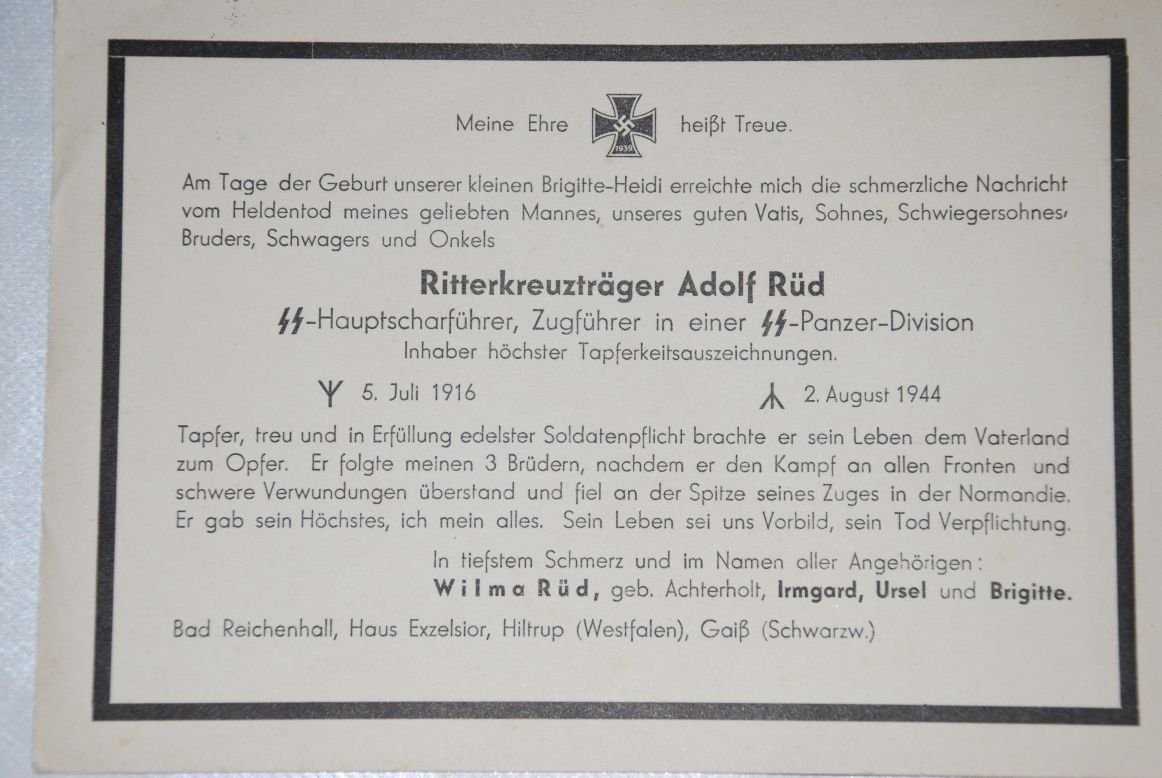 Meine Ehre heißt Treue.
1939
Am Tage der Geburt unserer kleinen Brigitte-Heidi erreichte mich die schmerzliche Nachricht
vom Heldentod meines geliebten Mannes, unseres guten Vatis, Sohnes, Schwiegersohnes,
Bruders, Schwagers und Onkels
Ritterkreuzträger Adolf Rüd
ϟϟ-Hauptscharführer, Zugführer in einer ϟϟ-Panzer-Division
Inhaber höchster Tapferkeitsauszeichnungen.
ᛉ 5. Juli 1916 ᛦ 2. August 1944
Tapfer, treu und in Erfüllung edelster Soldatenpflicht brachte er sein Leben dem Vaterland
zum Opfer. Er folgte meinen 3 Brüdern, nachdem er den Kampf an allen Fronten und
schwere Verwundungen überstand und fiel an der Spitze seines Zuges in der Normandie.
Er gab sein Höchstes, ich mein alles. Sein Leben sei uns Vorbild, sein Tod Verpflichtung.
In tiefstem Schmerz und im Namen aller Angehörigen:
Wilma Rüd, geb. Achterholt, Irmgard, Ursel und Brigitte.
Bad Reichenhall, Haus Exzelsior, Hiltrup (Westfalen), Gaiß (Schwarzw.)